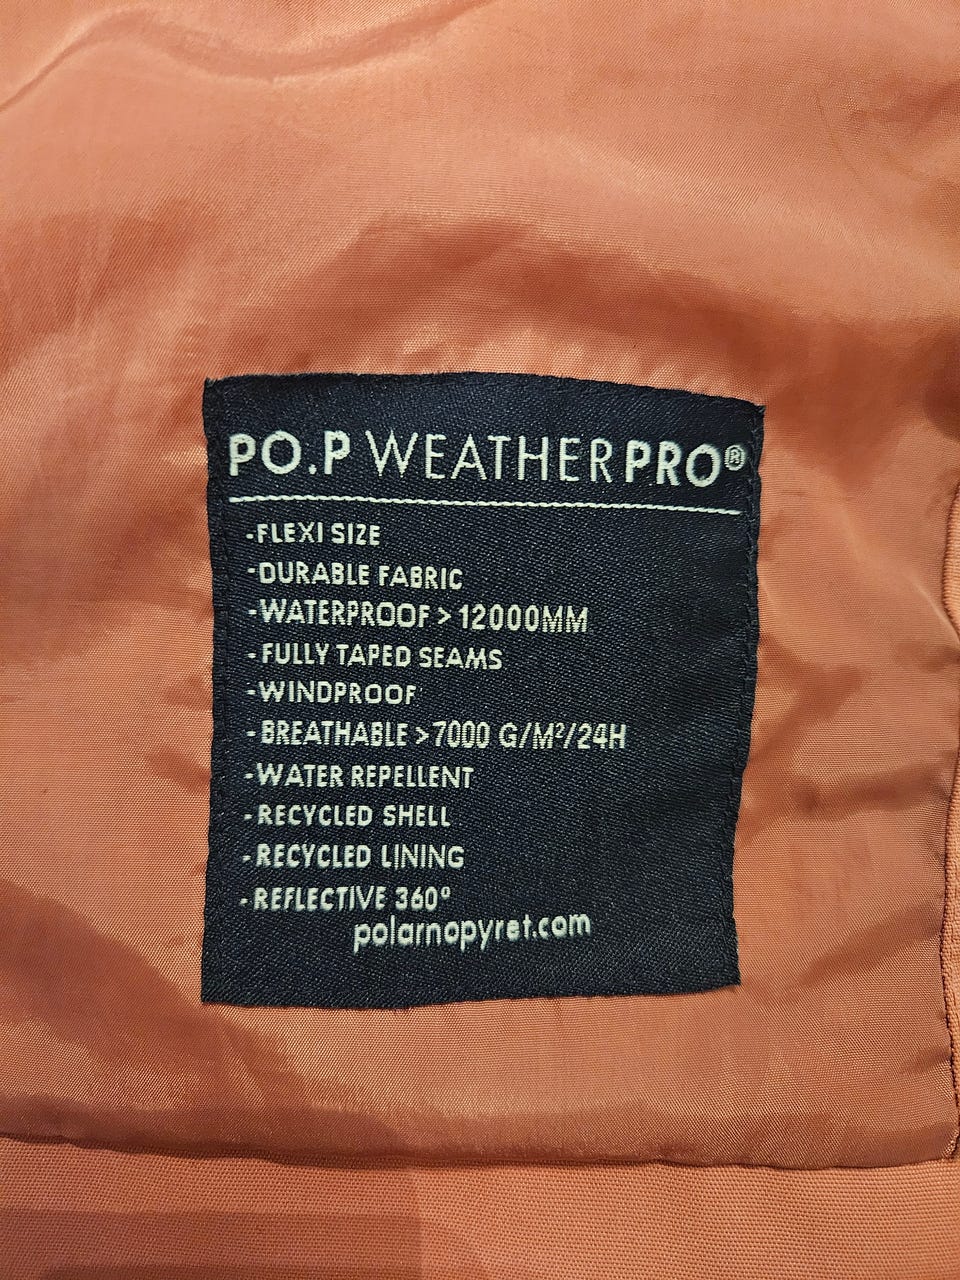 PO.P WEATHERPRO®
-FLEXI SIZE
-DURABLE FABRIC
-WATERPROOF > 12000MM
-FULLY TAPED SEAMS
-WINDPROOF
-BREATHABLE >7000 G/M²/24H
-WATER REPELLENT
-RECYCLED SHELL
-RECYCLED LINING
-REFLECTIVE 360°
polarnopyret.com